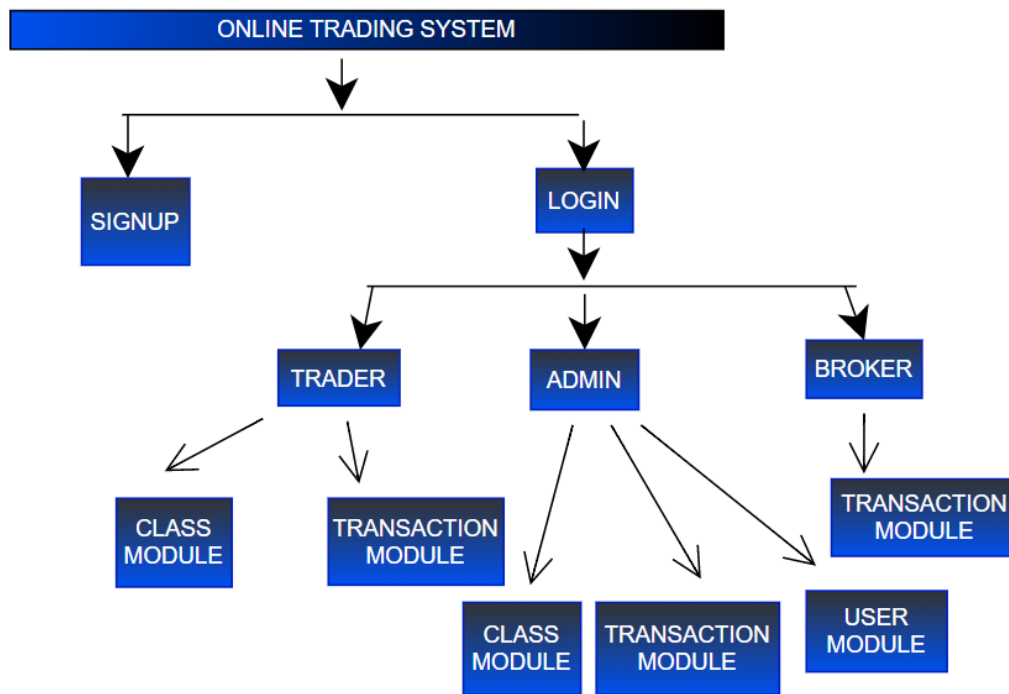 ONLINE TRADING SYSTEM
SIGNUP
LOGIN
TRADER
ADMIN
BROKER
CLASS
MODULE
TRANSACTION
MODULE
CLASS
MODULE
TRANSACTION
MODULE
USER
MODULE
TRANSACTION
MODULE